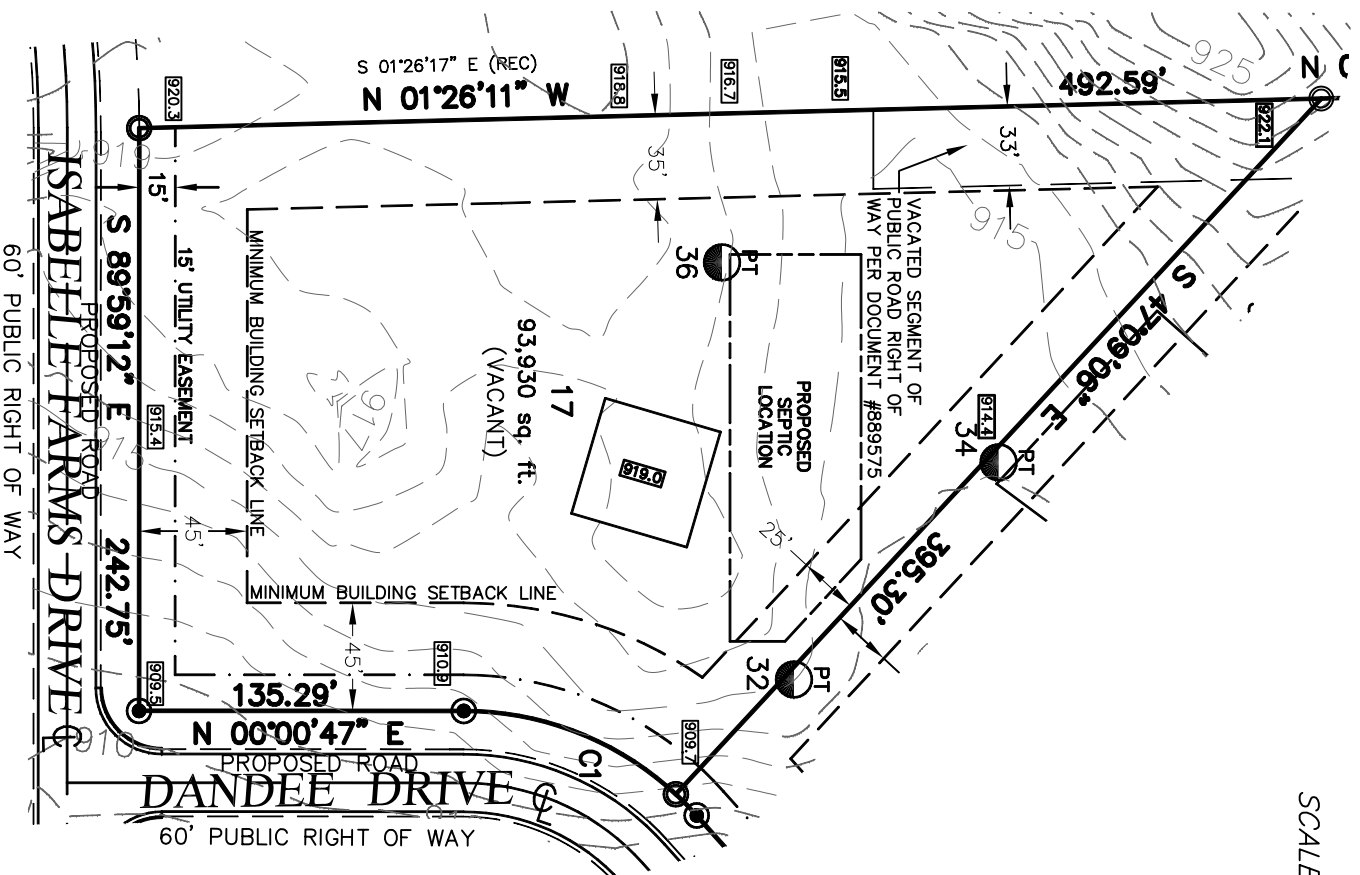 S 01°26'17" E (REC)
N 01°26'11" W
492.59'
925
920.3
918.8
916.7
915.5
922.1
919
15'
35'
33'
915
S 89°59'12" E
242.75'
15' UTILITY EASEMENT
MINIMUM BUILDING SETBACK LINE
VACATED SEGMENT OF
PUBLIC ROAD RIGHT OF
WAY PER DOCUMENT #889575
PT
36
17
93,930 sq. ft.
(VACANT)
919.0
917
PROPOSED
SEPTIC
LOCATION
S 47°09'06" E
395.30'
914.4
PT
34
25'
PT
32
ISABELLE FARMS DRIVE
PROPOSED ROAD
60' PUBLIC RIGHT OF WAY
915.4
915
45'
MINIMUM BUILDING SETBACK LINE
45'
909.5
910.9
909.7
910
135.29'
N 00°00'47" E
C1
PROPOSED ROAD
DANDEE DRIVE
60' PUBLIC RIGHT OF WAY
SCALE